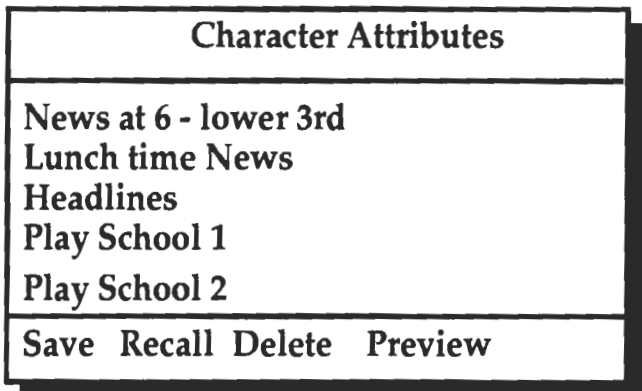 Character Attributes
News at 6 - lower 3rd
Lunch time News
Headlines
Play School 1
Play School 2
Save Recall Delete Preview